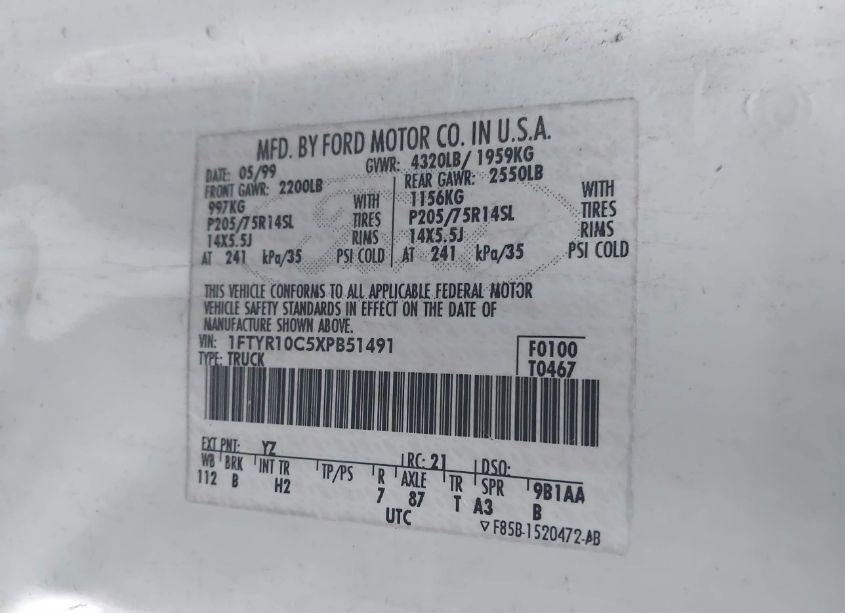 MFD. BY FORD MOTOR CO. IN U.S.A.
DATE: 05/99 GVWR: 4320LB/ 1959KG
FRONT GAWR: 2200LB REAR GAWR: 2550LB
997KG WITH 1156KG WITH
P205/75R14SL TIRES P205/75R14SL TIRES
14X5.5J RIMS 14X5.5J RIMS
AT 241 kPa/35 PSI COLD AT 241 kPa/35 PSI COLD
THIS VEHICLE CONFORMS TO ALL APPLICABLE FEDERAL MOTOR
VEHICLE SAFETY STANDARDS IN EFFECT ON THE DATE OF
MANUFACTURE SHOWN ABOVE.
VIN: 1FTYR10C5XPB51491 F0100
TYPE: TRUCK T0467
EXT PNT: YZ RC: 21 DSO:
WB BRK INT TR TP/PS R AXLE TR SPR 9B1AA
112 B H2 7 87 T A3 B
UTC ▽ F85B-1520472-AB